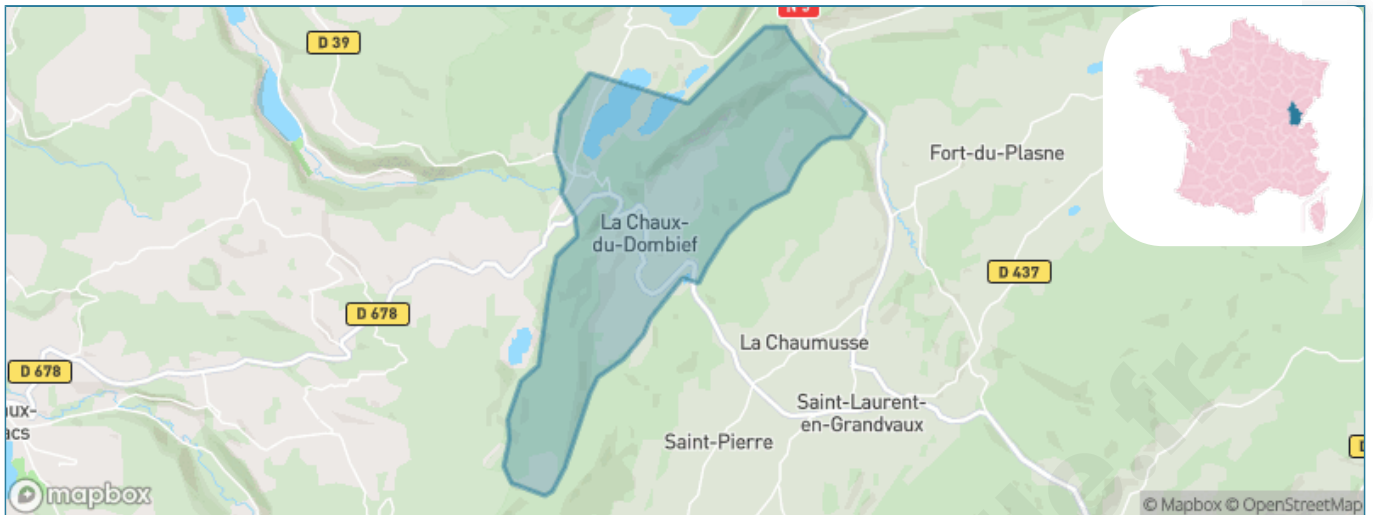 N 5
D 39
Fort-du-Plasne
La Chaux-
du-Dombief
D 437
D 678
La Chaumusse
D 678
Saint-Laurent-
en-Grandvaux
Saint-Pierre
mapbox
© Mapbox © OpenStreetMap